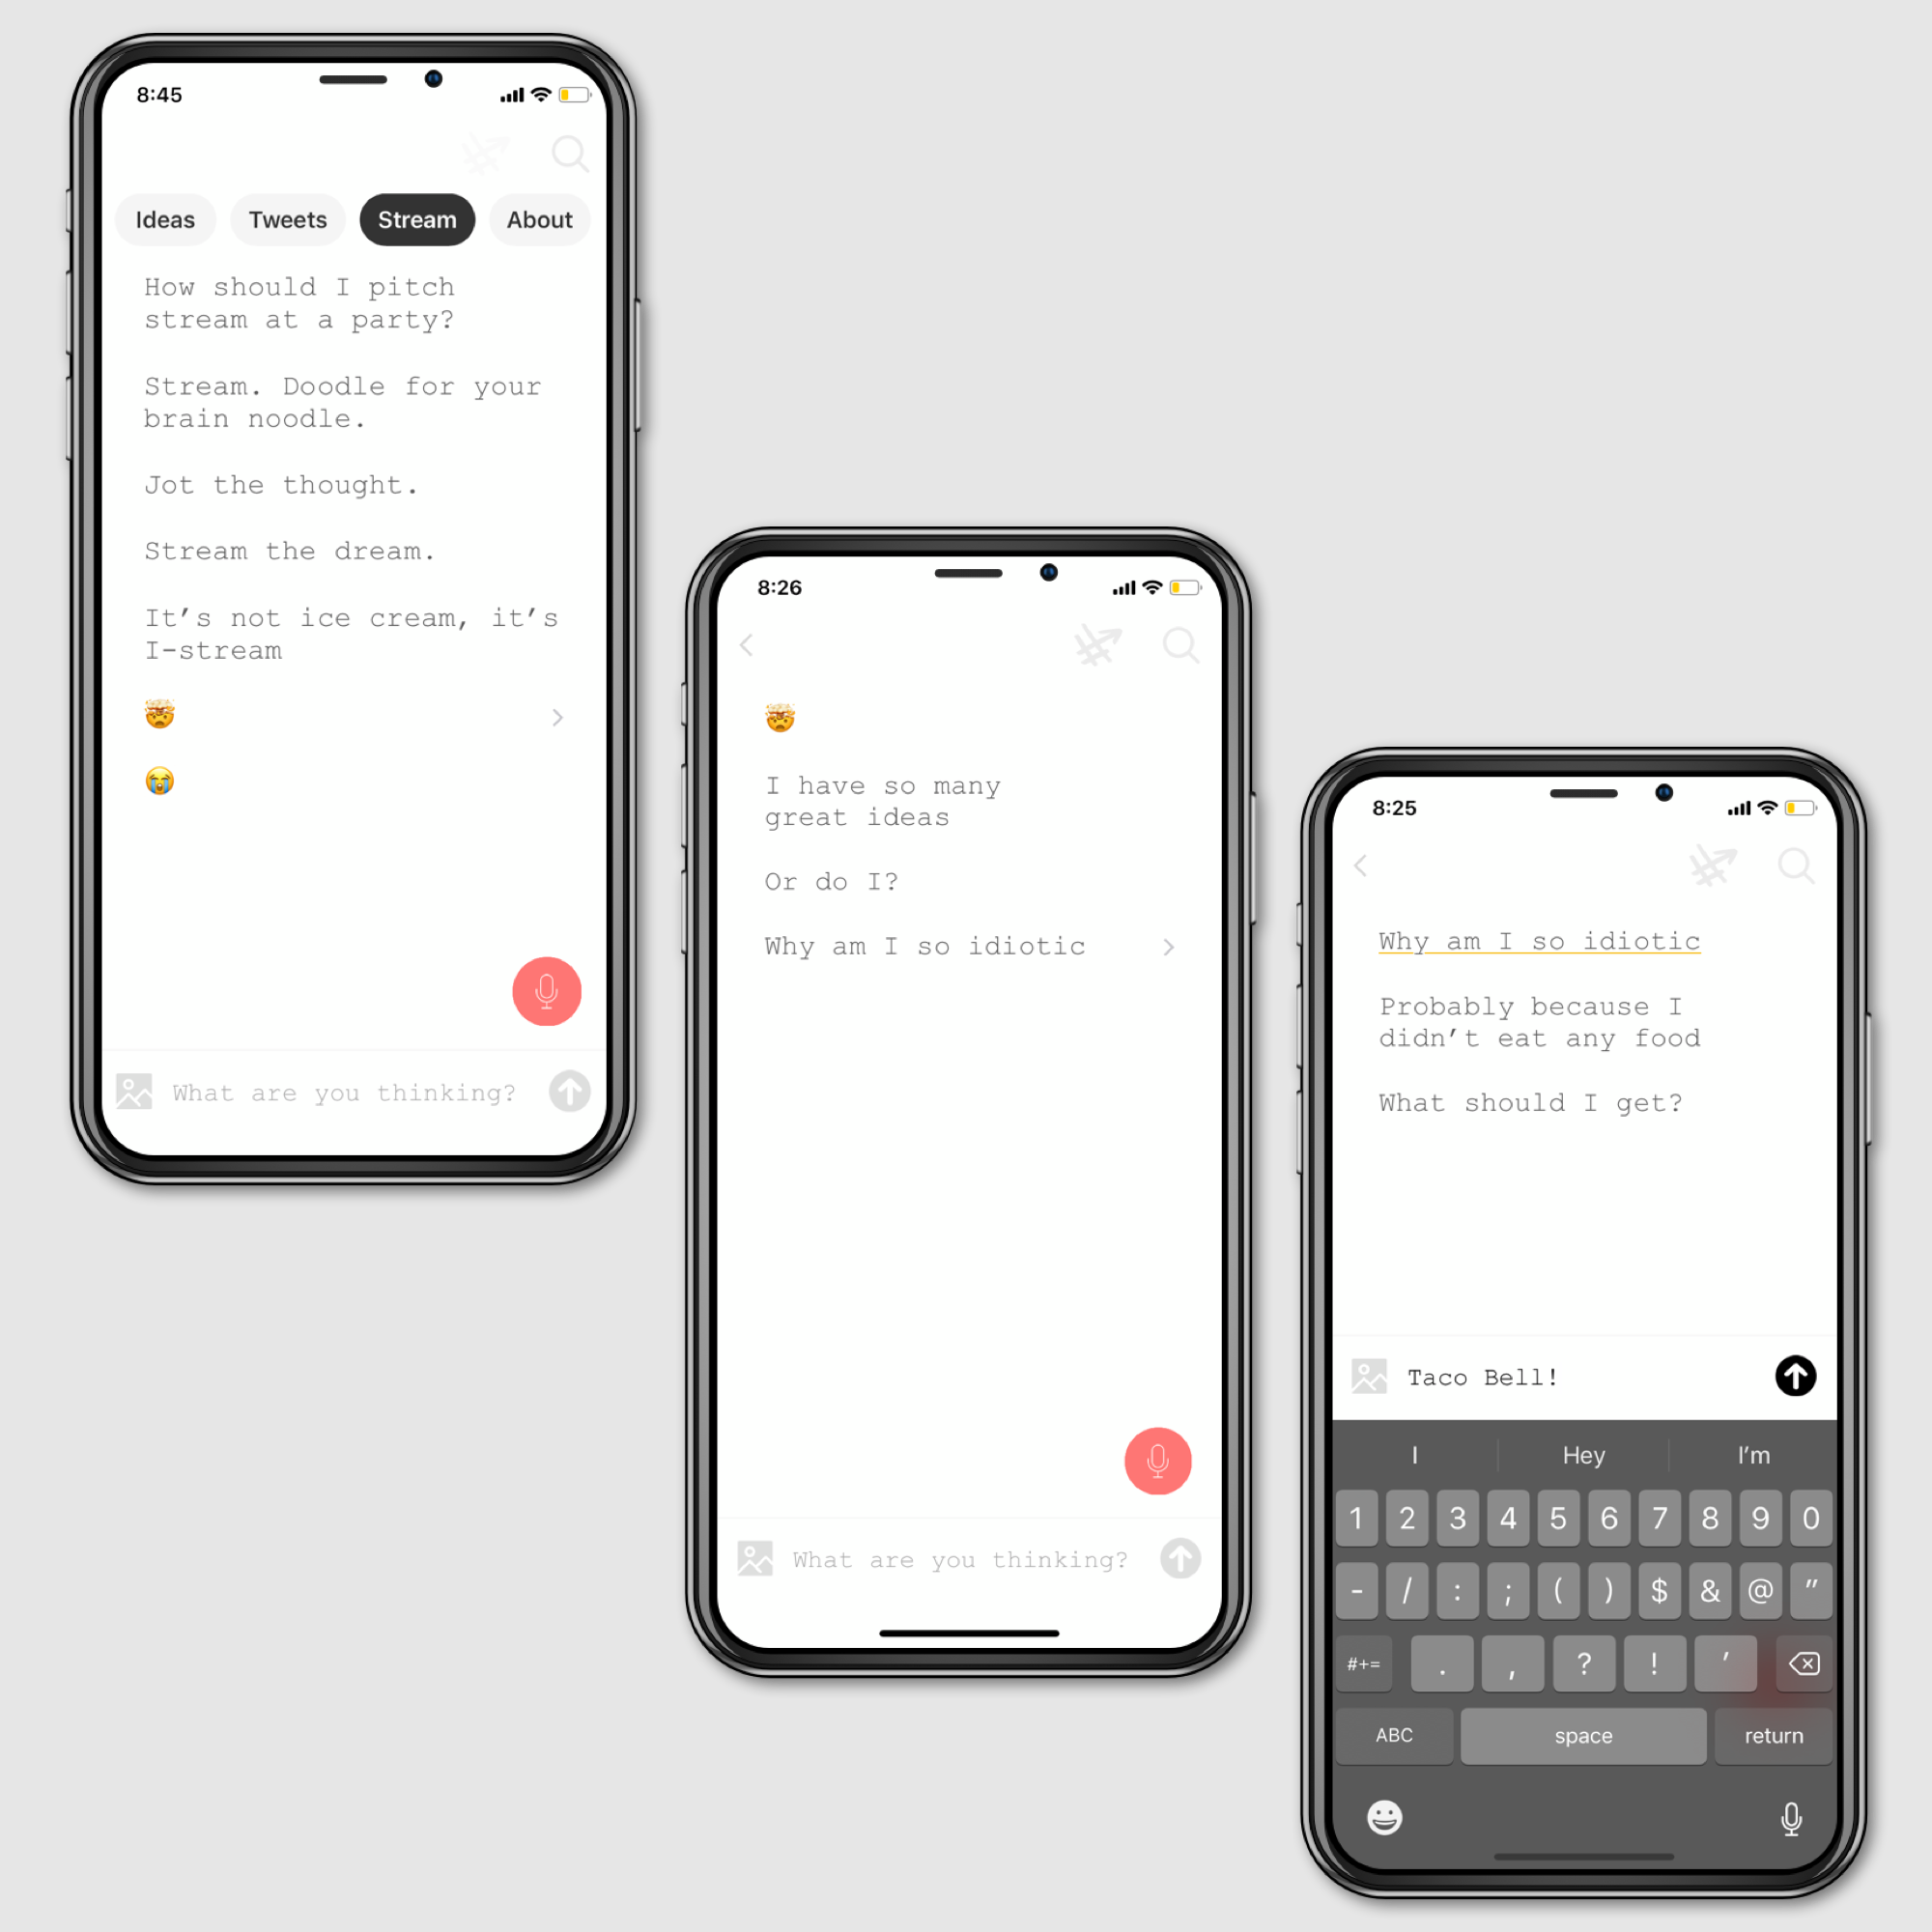 8:45
Ideas Tweets Stream About
How should I pitch
stream at a party?
Stream. Doodle for your
brain noodle.
Jot the thought.
Stream the dream.
It’s not ice cream, it’s
I-stream
🤯
😭
What are you thinking?
8:26
🤯
I have so many
great ideas
Or do I?
Why am I so idiotic
What are you thinking?
8:25
Why am I so idiotic
Probably because I
didn’t eat any food
What should I get?
Taco Bell!
I Hey I’m
1 2 3 4 5 6 7 8 9 0
- / : ; ( ) $ & @ "
#+= . , ? ! ’
ABC space return